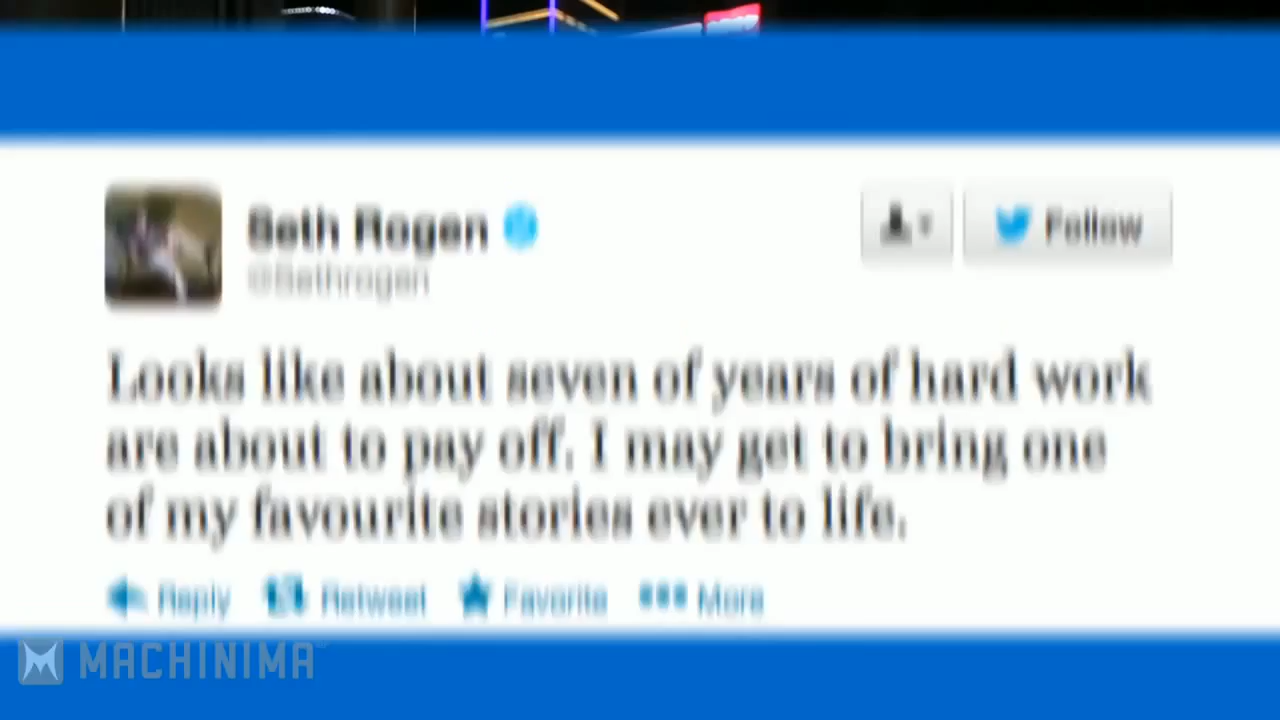 Seth Rogen
@Sethrogen
Follow
Looks like about seven of years of hard work
are about to pay off. I may get to bring one
of my favourite stories ever to life.
Reply Retweet Favorite More
MACHINIMA